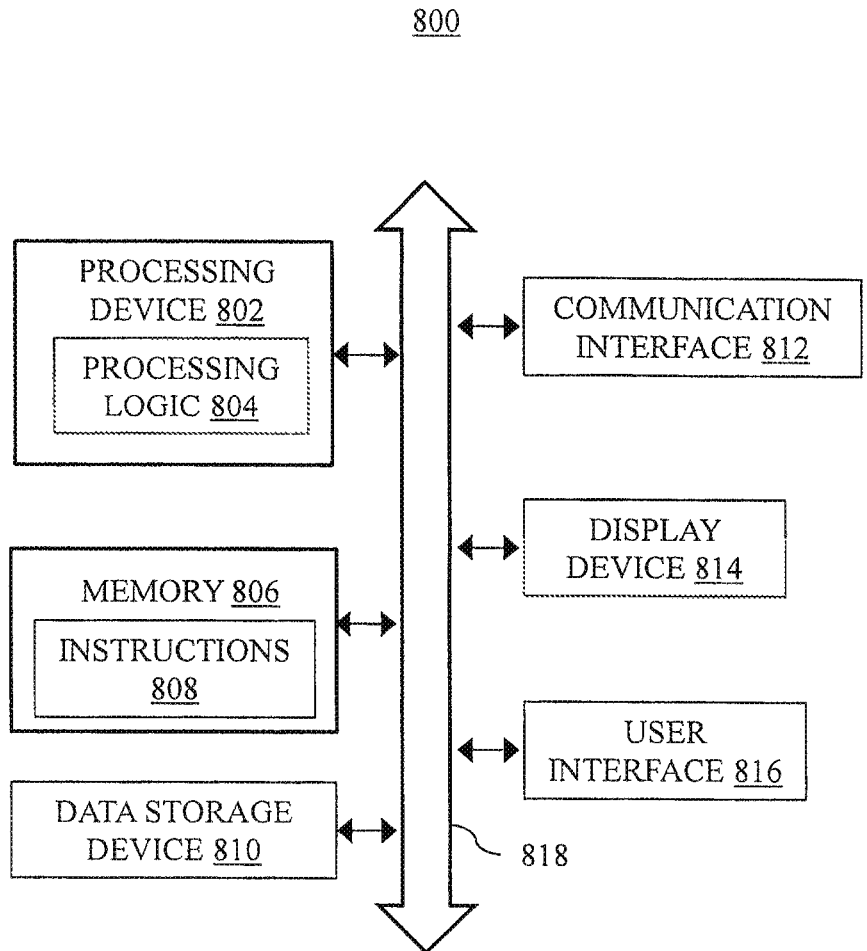 800
PROCESSING
DEVICE 802
PROCESSING
LOGIC 804
MEMORY 806
INSTRUCTIONS
808
DATA STORAGE
DEVICE 810
COMMUNICATION
INTERFACE 812
DISPLAY
DEVICE 814
USER
INTERFACE 816
818